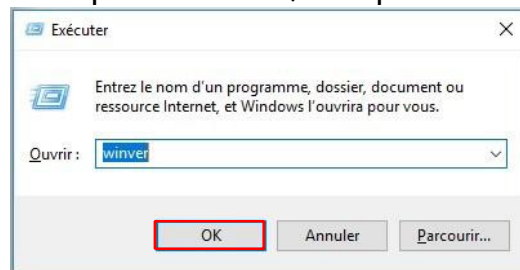 Exécuter
Entrez le nom d'un programme, dossier, document ou
ressource Internet, et Windows l'ouvrira pour vous.
Ouvrir : winver
OK Annuler Parcourir...